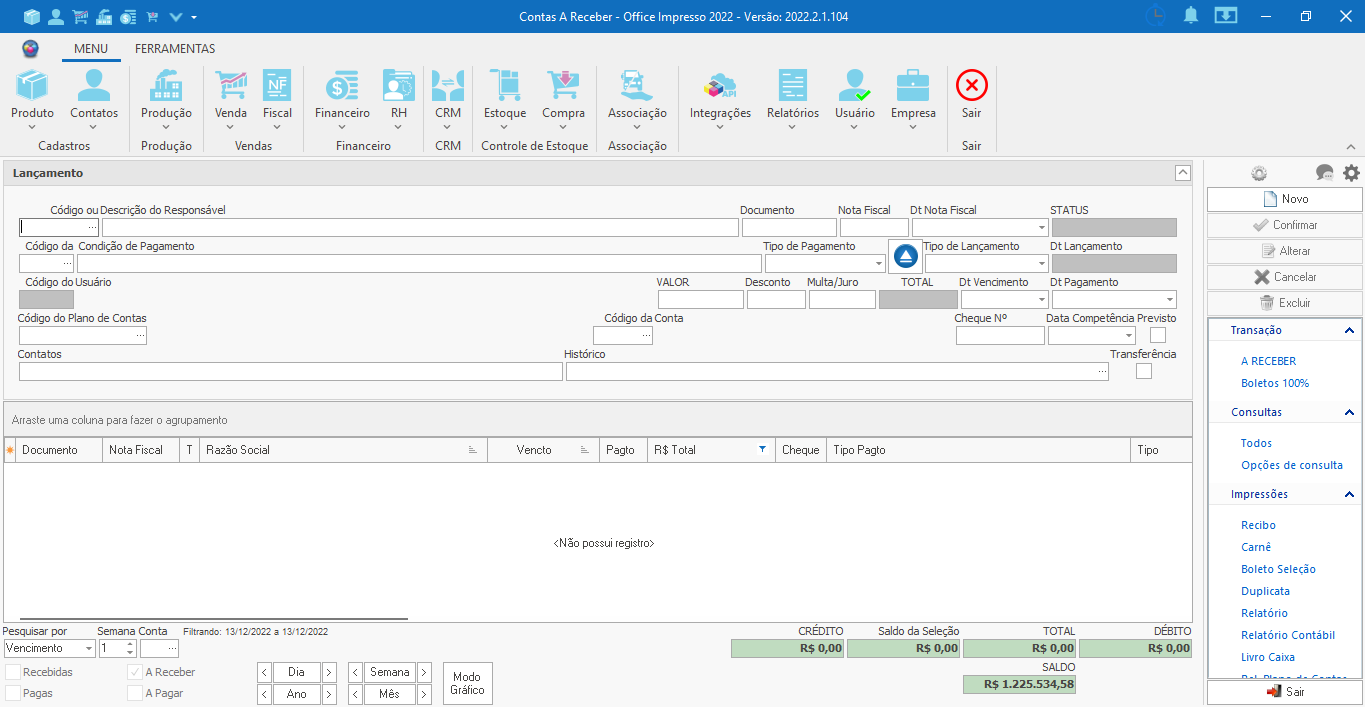 Contas A Receber - Office Impresso 2022 - Versão: 2022.2.1.104
MENU FERRAMENTAS
Produto Contatos Produção Venda Fiscal Financeiro RH CRM Estoque Compra Associação Integrações Relatórios Usuário Empresa Sair
Cadastros Produção Vendas Financeiro CRM Controle de Estoque Associação Sair
Lançamento
Código ou Descrição do Responsável Documento Nota Fiscal Dt Nota Fiscal STATUS
Código da Condição de Pagamento Tipo de Pagamento Tipo de Lançamento Dt Lançamento
Código do Usuário VALOR Desconto Multa/Juro TOTAL Dt Vencimento Dt Pagamento
Código do Plano de Contas Código da Conta Cheque Nº Data Competência Previsto
Contatos Histórico Transferência
Arraste uma coluna para fazer o agrupamento
Documento Nota Fiscal T Razão Social Vencto Pagto R$ Total Cheque Tipo Pagto Tipo
<Não possui registro>
Pesquisar por Semana Conta Filtrando: 13/12/2022 a 13/12/2022
Vencimento 1
Recebidas A Receber
Pagas A Pagar
< Dia > < Semana >
< Ano > < Mês >
Modo
Gráfico
CRÉDITO Saldo da Seleção TOTAL DÉBITO
R$ 0,00 R$ 0,00 R$ 0,00 R$ 0,00
SALDO
R$ 1.225.534,58
Novo
Confirmar
Alterar
Cancelar
Excluir
Transação
A RECEBER
Boletos 100%
Consultas
Todos
Opções de consulta
Impressões
Recibo
Carnê
Boleto Seleção
Duplicata
Relatório
Relatório Contábil
Livro Caixa
Rel. Plano de Contas
Sair